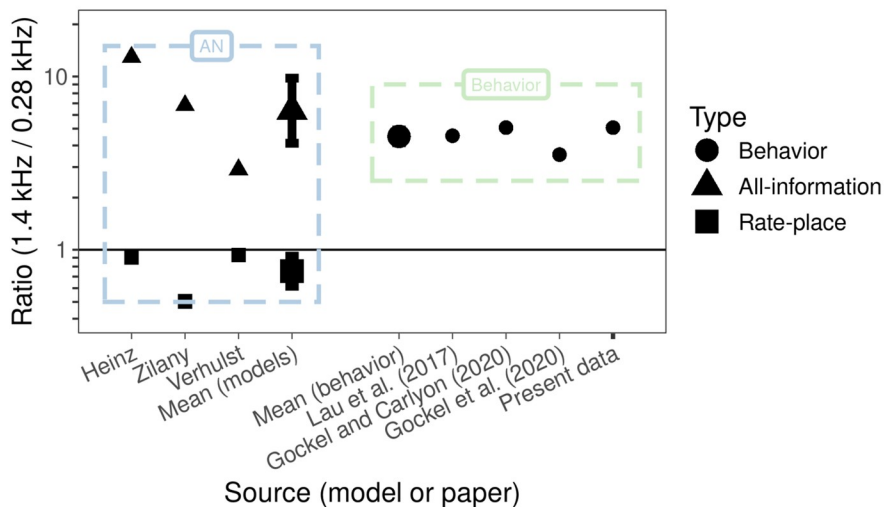 Ratio (1.4 kHz / 0.28 kHz)
10
1
AN
Behavior
Heinz
Zilany
Verhulst
Mean (models)
Mean (behavior)
Lau et al. (2017)
Gockel and Carlyon (2020)
Gockel et al. (2020)
Present data
Source (model or paper)
Type
Behavior
All-information
Rate-place